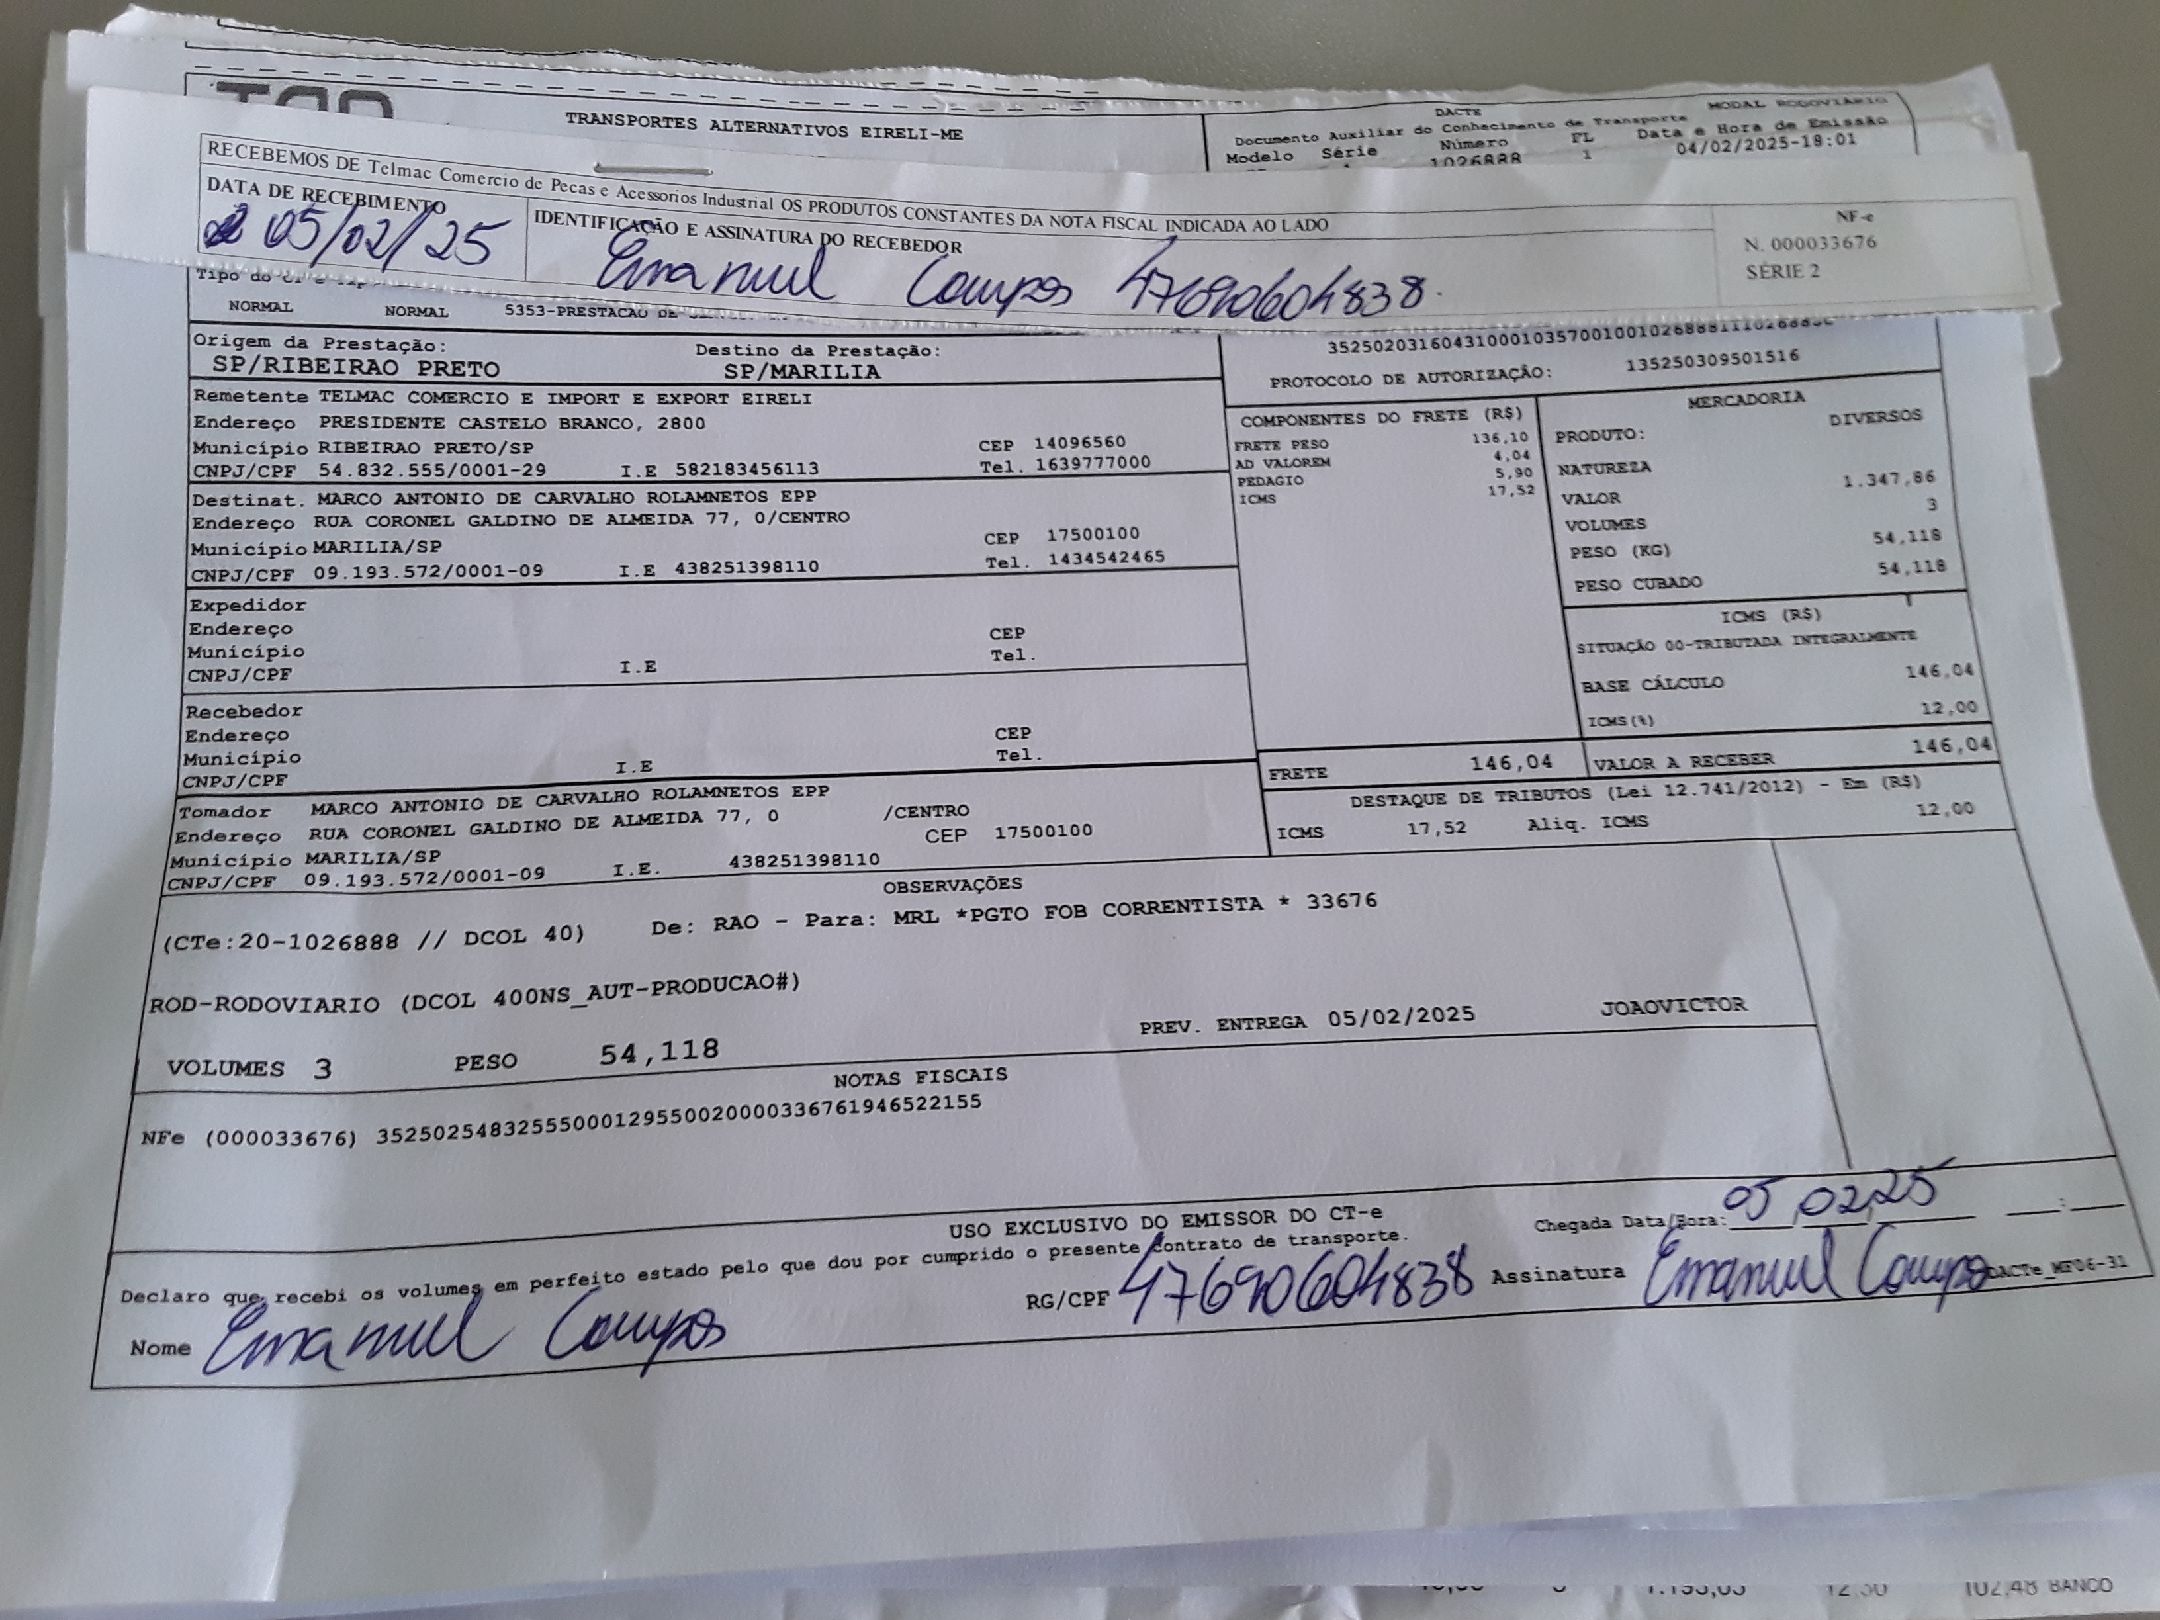 TRANSPORTES ALTERNATIVOS EIRELI-ME
DACTE
MODAL RODOVIÁRIO
Documento Auxiliar do Conhecimento de Transporte
Modelo Série Número FL Data e Hora de Emissão
1026888 1 04/02/2025-18:01
RECEBEMOS DE Telmac Comercio de Pecas e Acessorios Industrial OS PRODUTOS CONSTANTES DA NOTA FISCAL INDICADA AO LADO
DATA DE RECEBIMENTO
05/02/25
IDENTIFICAÇÃO E ASSINATURA DO RECEBEDOR
Emanuel Campos 47690604838.
NF-e
N. 000033676
SÉRIE 2
Tipo do
NORMAL NORMAL 5353-PRESTACAO DE
Origem da Prestação: Destino da Prestação:
SP/RIBEIRAO PRETO SP/MARILIA
PROTOCOLO DE AUTORIZAÇÃO: 135250309501516
Remetente TELMAC COMERCIO E IMPORT E EXPORT EIRELI
Endereço PRESIDENTE CASTELO BRANCO, 2800
Município RIBEIRAO PRETO/SP CEP 14096560
CNPJ/CPF 54.832.555/0001-29 I.E 582183456113 Tel. 1639777000
Destinat. MARCO ANTONIO DE CARVALHO ROLAMNETOS EPP
Endereço RUA CORONEL GALDINO DE ALMEIDA 77, 0/CENTRO
Município MARILIA/SP CEP 17500100
CNPJ/CPF 09.193.572/0001-09 I.E 438251398110 Tel. 1434542465
Expedidor
Endereço
Município CEP
CNPJ/CPF I.E Tel.
Recebedor
Endereço
Município CEP
CNPJ/CPF I.E Tel.
Tomador MARCO ANTONIO DE CARVALHO ROLAMNETOS EPP
Endereço RUA CORONEL GALDINO DE ALMEIDA 77, 0 /CENTRO
Município MARILIA/SP CEP 17500100
CNPJ/CPF 09.193.572/0001-09 I.E. 438251398110
COMPONENTES DO FRETE (R$)
FRETE PESO 136,10
AD VALOREM 4,04
PEDAGIO 5,90
ICMS 17,52
MERCADORIA
PRODUTO: DIVERSOS
NATUREZA
VALOR 1.347,86
VOLUMES 3
PESO (KG) 54,118
PESO CUBADO 54,118
ICMS (R$)
SITUAÇÃO 00-TRIBUTADA INTEGRALMENTE
BASE CÁLCULO 146,04
ICMS(%) 12,00
FRETE 146,04 VALOR A RECEBER 146,04
DESTAQUE DE TRIBUTOS (Lei 12.741/2012) - Em (R$)
ICMS 17,52 Aliq. ICMS 12,00
OBSERVAÇÕES
(CTe:20-1026888 // DCOL 40) De: RAO - Para: MRL *PGTO FOB CORRENTISTA * 33676
ROD-RODOVIARIO (DCOL 400NS_AUT-PRODUCAO#)
PREV. ENTREGA 05/02/2025 JOAOVICTOR
VOLUMES 3 PESO 54,118
NOTAS FISCAIS
NFe (000033676) 35250254832555000129550020000336761946522155
USO EXCLUSIVO DO EMISSOR DO CT-e
Declaro que recebi os volumes em perfeito estado pelo que dou por cumprido o presente contrato de transporte.
Chegada Data/Hora: 05 02 25 __:__
Nome Emanuel Campos RG/CPF 47690604838 Assinatura Emanuel Campos
DACTe_MF06-31
102,48 BANCO